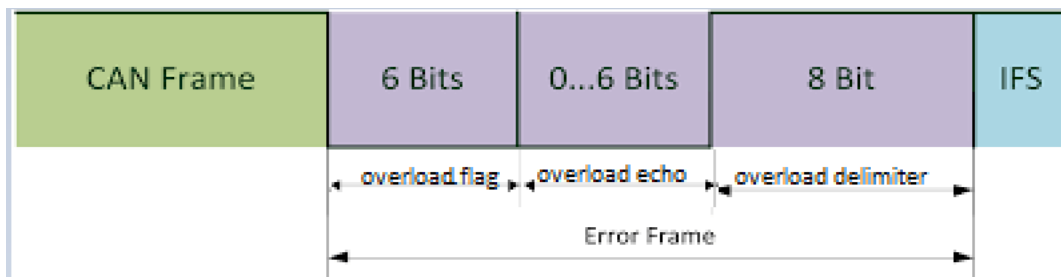 CAN Frame 6 Bits 0...6 Bits 8 Bit IFS
overload flag overload echo overload delimiter
Error Frame